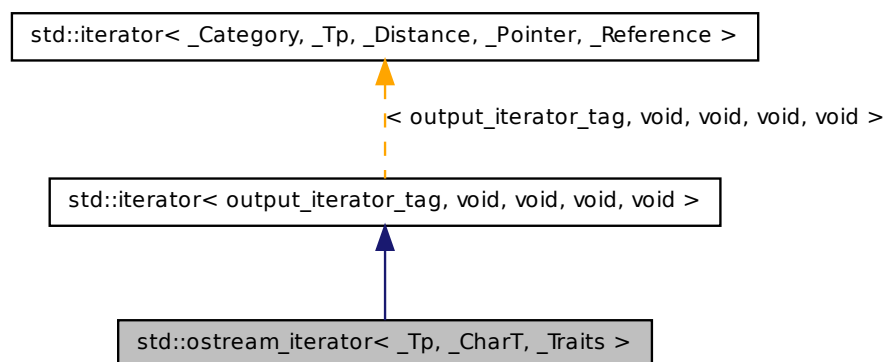 std::iterator< _Category, _Tp, _Distance, _Pointer, _Reference >
< output_iterator_tag, void, void, void, void >
std::iterator< output_iterator_tag, void, void, void, void >
std::ostream_iterator< _Tp, _CharT, _Traits >